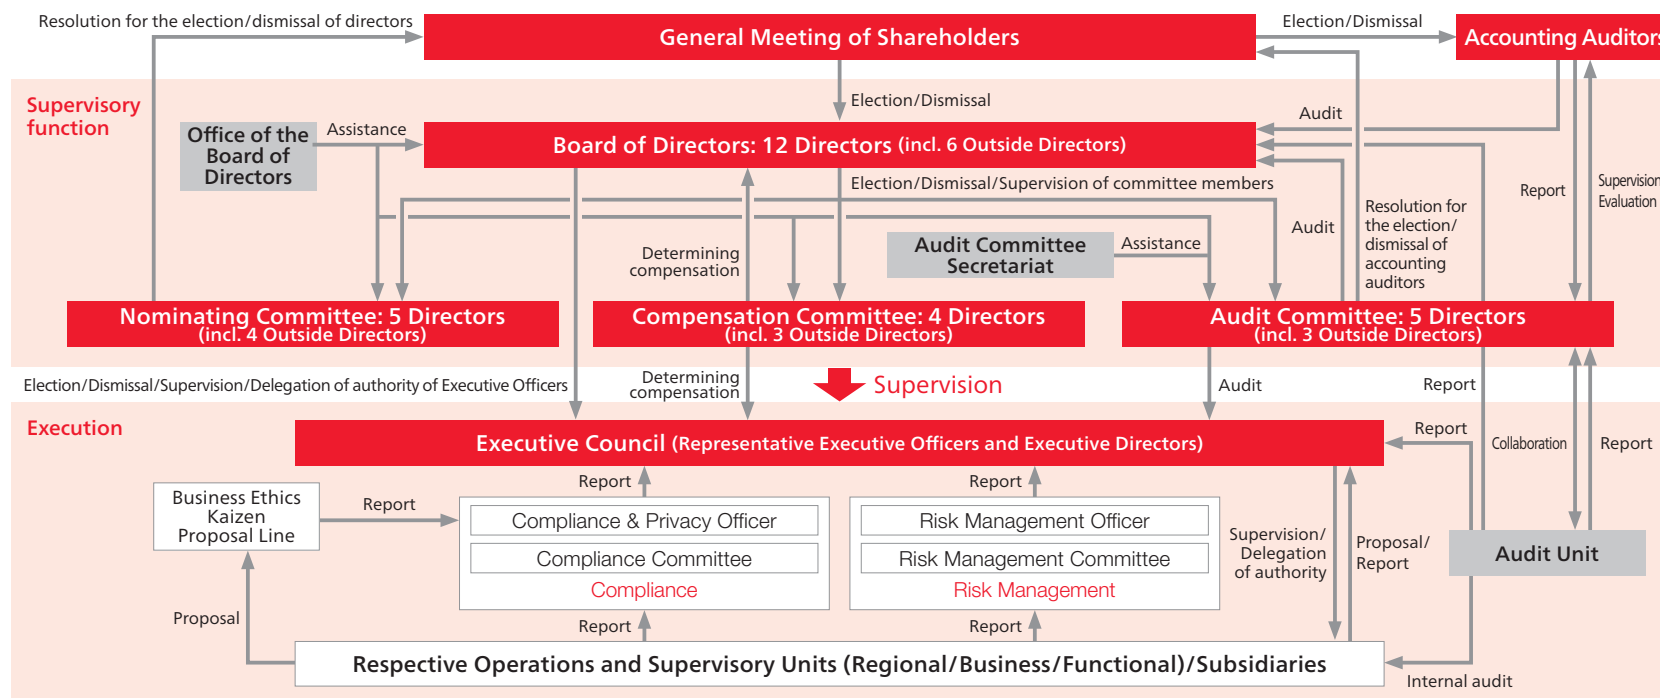 Resolution for the election/dismissal of directors
General Meeting of Shareholders
Election/Dismissal
Accounting Auditors
Supervisory
function
Election/Dismissal
Office of the
Board of
Directors
Assistance
Board of Directors: 12 Directors (incl. 6 Outside Directors)
Audit
Election/Dismissal/Supervision of committee members
Report
Supervision/
Evaluation
Audit
Resolution for
the election/
dismissal of
accounting
auditors
Determining
compensation
Audit Committee
Secretariat
Assistance
Nominating Committee: 5 Directors
(incl. 4 Outside Directors)
Compensation Committee: 4 Directors
(incl. 3 Outside Directors)
Audit Committee: 5 Directors
(incl. 3 Outside Directors)
Election/Dismissal/Supervision/Delegation of authority of Executive Officers
Determining
compensation
Supervision
Audit
Report
Execution
Executive Council (Representative Executive Officers and Executive Directors)
Report
Collaboration
Report
Business Ethics
Kaizen
Proposal Line
Report
Report
Compliance & Privacy Officer
Compliance Committee
Compliance
Report
Risk Management Officer
Risk Management Committee
Risk Management
Supervision/
Delegation
of authority
Proposal/
Report
Audit Unit
Proposal
Report
Report
Respective Operations and Supervisory Units (Regional/Business/Functional)/Subsidiaries
Internal audit